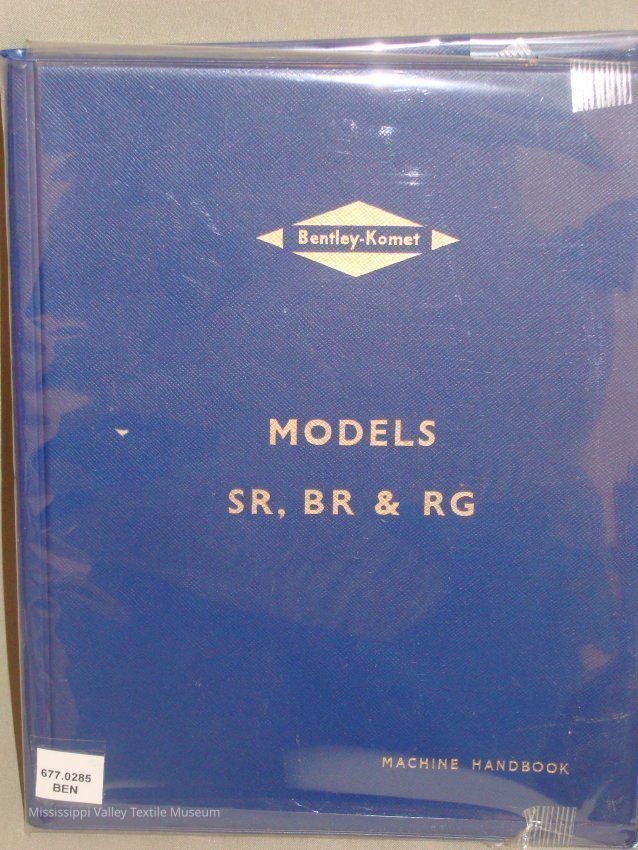 Bentley-Komet
MODELS
SR, BR & RG
MACHINE HANDBOOK
677.0285
BEN
Mississippi Valley Textile Museum